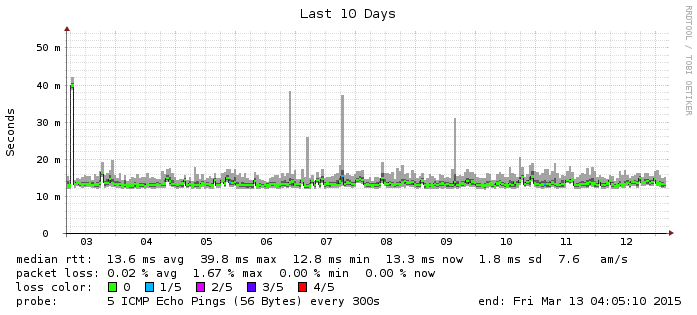 Last 10 Days
RRDTOOL / TOBI OETIKER
Seconds
50 m
40 m
30 m
20 m
10 m
0
03 04 05 06 07 08 09 10 11 12
median rtt: 13.6 ms avg 39.8 ms max 12.8 ms min 13.3 ms now 1.8 ms sd 7.6 am/s
packet loss: 0.02 % avg 1.67 % max 0.00 % min 0.00 % now
loss color: 0 1/5 2/5 3/5 4/5
probe: 5 ICMP Echo Pings (56 Bytes) every 300s end: Fri Mar 13 04:05:10 2015